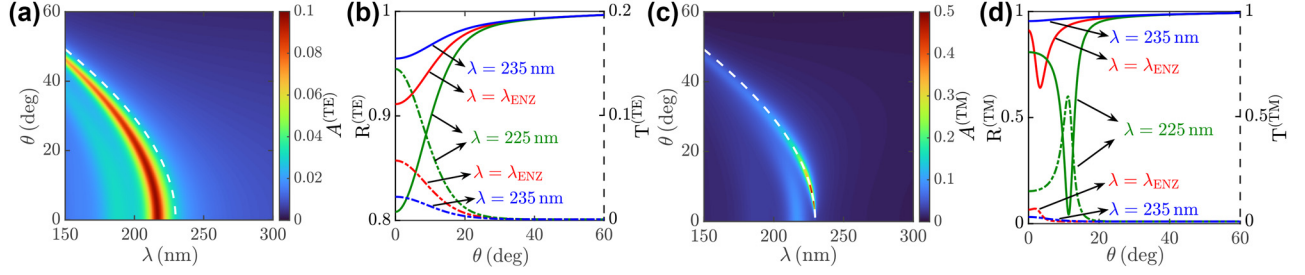 (a)
60
40
20
0
θ (deg)
150
200
250
300
λ (nm)
0.1
0.08
0.06
0.04
0.02
0
A(TE)
(b)
1
0.9
0.8
R(TE)
0.2
0.1
0
T(TE)
λ = 235 nm
λ = λENZ
λ = 225 nm
λ = λENZ
λ = 235 nm
0
20
40
60
θ (deg)
(c)
60
40
20
0
θ (deg)
150
200
250
300
λ (nm)
0.5
0.4
0.3
0.2
0.1
0
A(TM)
(d)
1
0.5
0
R(TM)
1
0.5
0
T(TM)
λ = 235 nm
λ = λENZ
λ = 225 nm
λ = λENZ
λ = 235 nm
0
20
40
60
θ (deg)